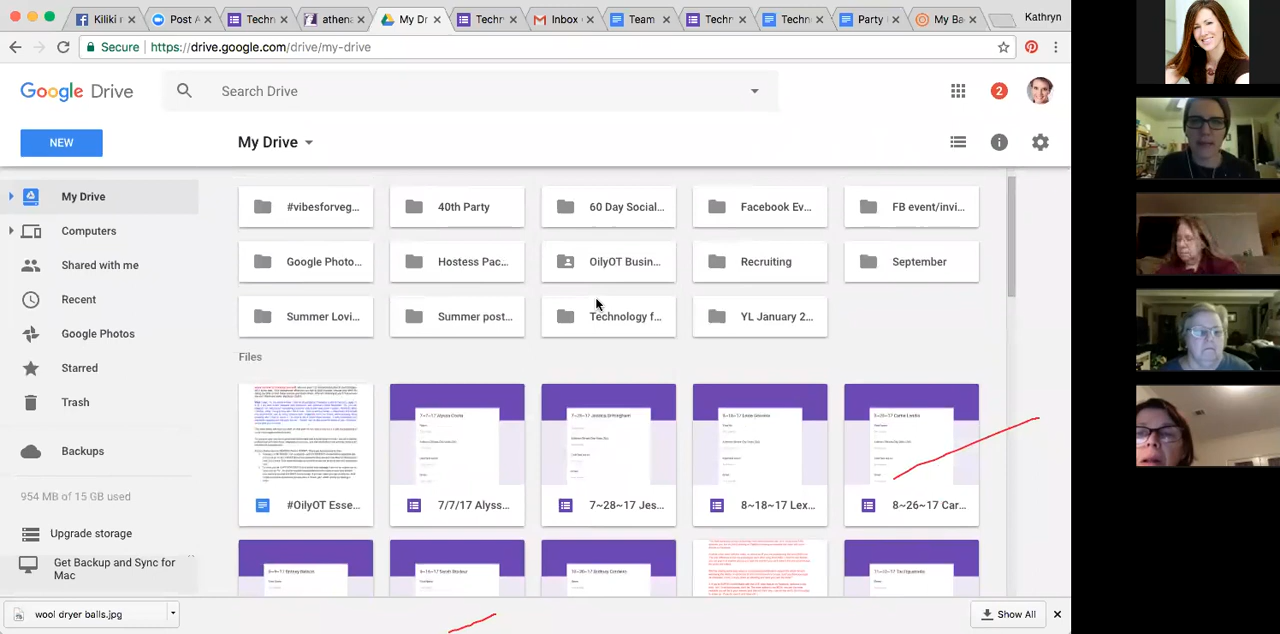 Kiliki
Post A
Techn
athena
My Dr
Techn
Inbox
Team
Techn
Techn
Party
My Ba
Kathryn
Secure
https://drive.google.com/drive/my-drive
Google Drive
Search Drive
2
NEW
My Drive
My Drive
Computers
Shared with me
Recent
Google Photos
Starred
Trash
Backups
954 MB of 15 GB used
Upgrade storage
Get Backup and Sync for
#vibesforveg...
40th Party
60 Day Social...
Facebook Ev...
FB event/invi...
Google Photo...
Hostess
OilyOT Busin...
Recruiting
September
Summer Lovi...
Summer post...
Technology f...
YL January 2...
Files
#OilyOT Esse...
7/7/17 Alyss...
7~28~17 Jes...
8~18~17 Lex...
8~26~17 Car...
wool dryer balls.jpg
Show All